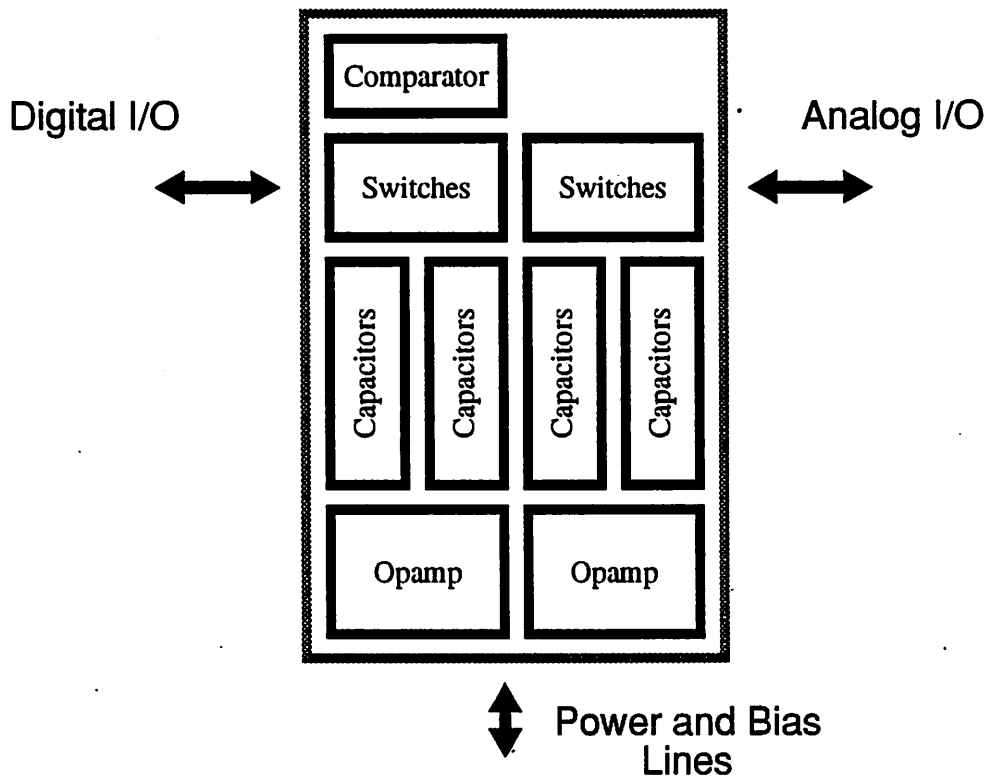 Comparator
Digital I/O
Analog I/O
Switches
Switches
Capacitors
Capacitors
Capacitors
Capacitors
Opamp
Opamp
Power and Bias
Lines